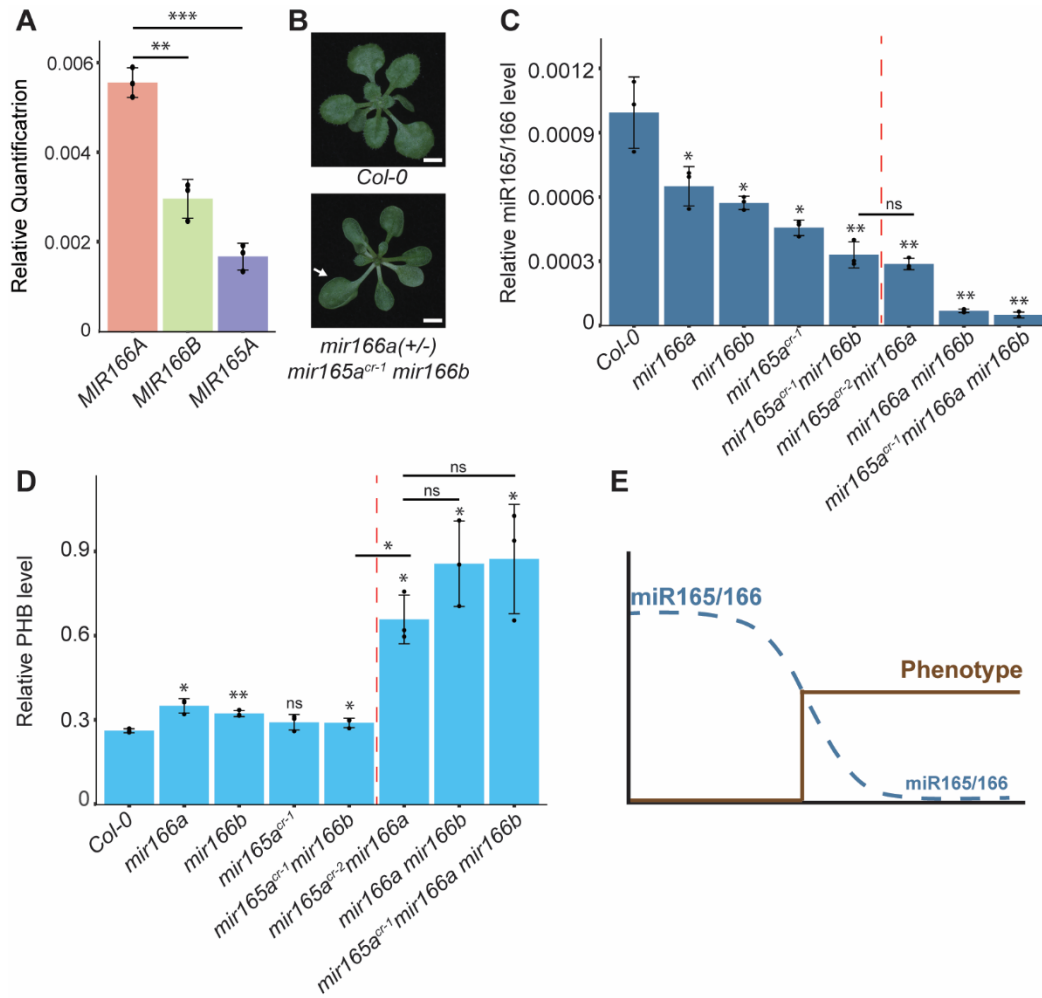 A
Relative Quantificatrion
0.006
0.004
0.002
0
***
**
MIR166A
MIR166B
MIR165A
B
Col-0
mir166a(+/-)
mir165a^cr-1 mir166b
C
Relative miR165/166 level
0.0012
0.0009
0.0006
0.0003
0
*
*
*
**
ns
**
**
**
Col-0
mir166a
mir166b
mir165a^cr-1
mir165a^cr-1 mir166b
mir165a^cr-2 mir166a
mir166a mir166b
mir165a^cr-1 mir166a mir166b
D
Relative PHB level
0.9
0.6
0.3
0
*
**
ns
*
*
*
ns
*
ns
*
Col-0
mir166a
mir166b
mir165a^cr-1
mir165a^cr-1 mir166b
mir165a^cr-2 mir166a
mir166a mir166b
mir165a^cr-1 mir166a mir166b
E
miR165/166
Phenotype
miR165/166